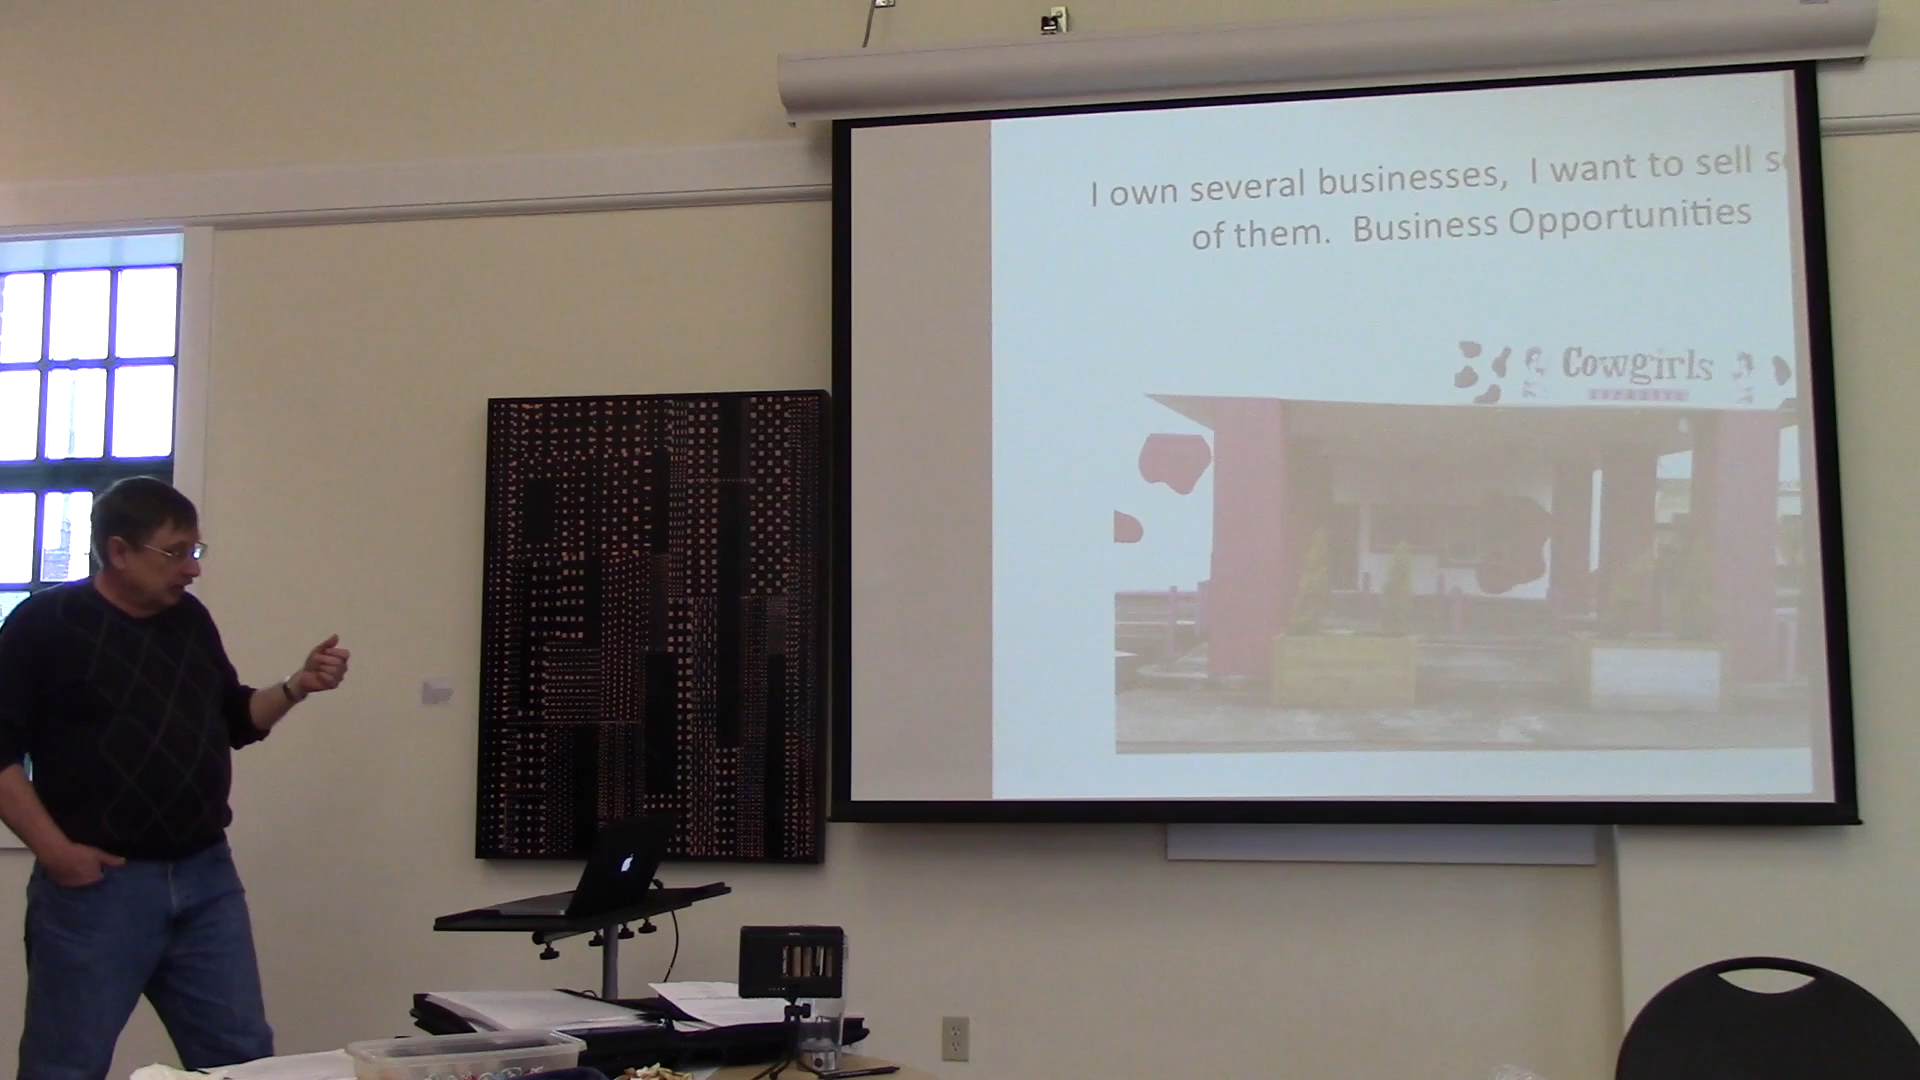 I own several businesses, I want to sell s
of them. Business Opportunities
Cowgirls